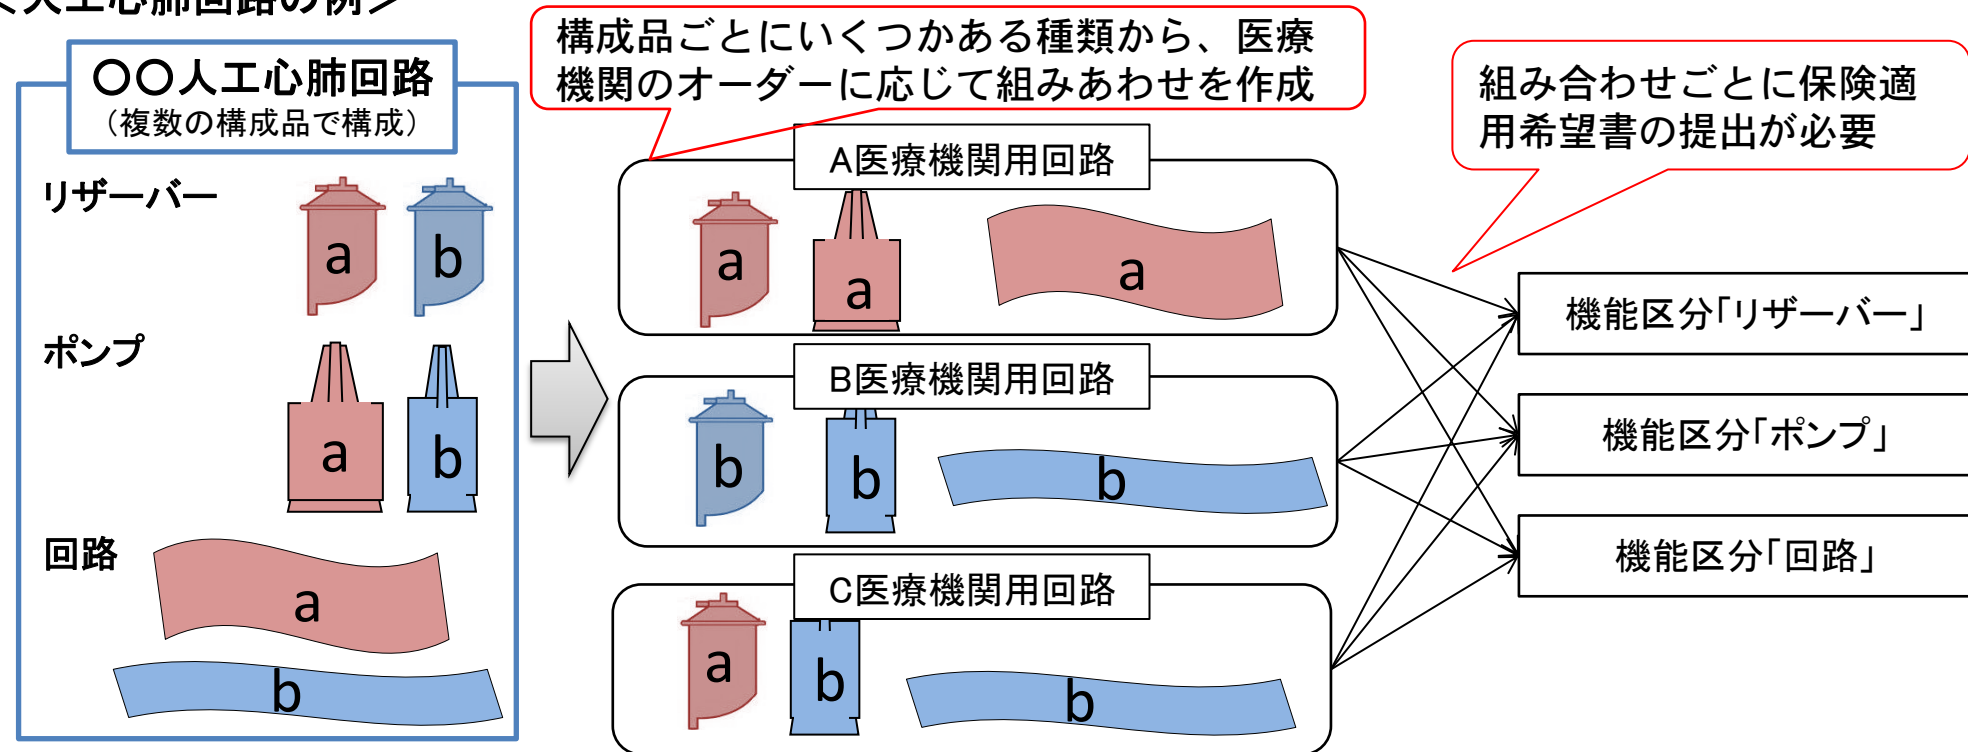 ＜人工心肺回路の例＞
〇〇人工心肺回路
（複数の構成品で構成）
リザーバー
a
b
ポンプ
a
b
回路
a
b
構成品ごとにいくつかある種類から、医療
機関のオーダーに応じて組みあわせを作成
A医療機関用回路
a
a
a
B医療機関用回路
b
b
b
C医療機関用回路
a
b
b
組み合わせごとに保険適
用希望書の提出が必要
機能区分「リザーバー」
機能区分「ポンプ」
機能区分「回路」